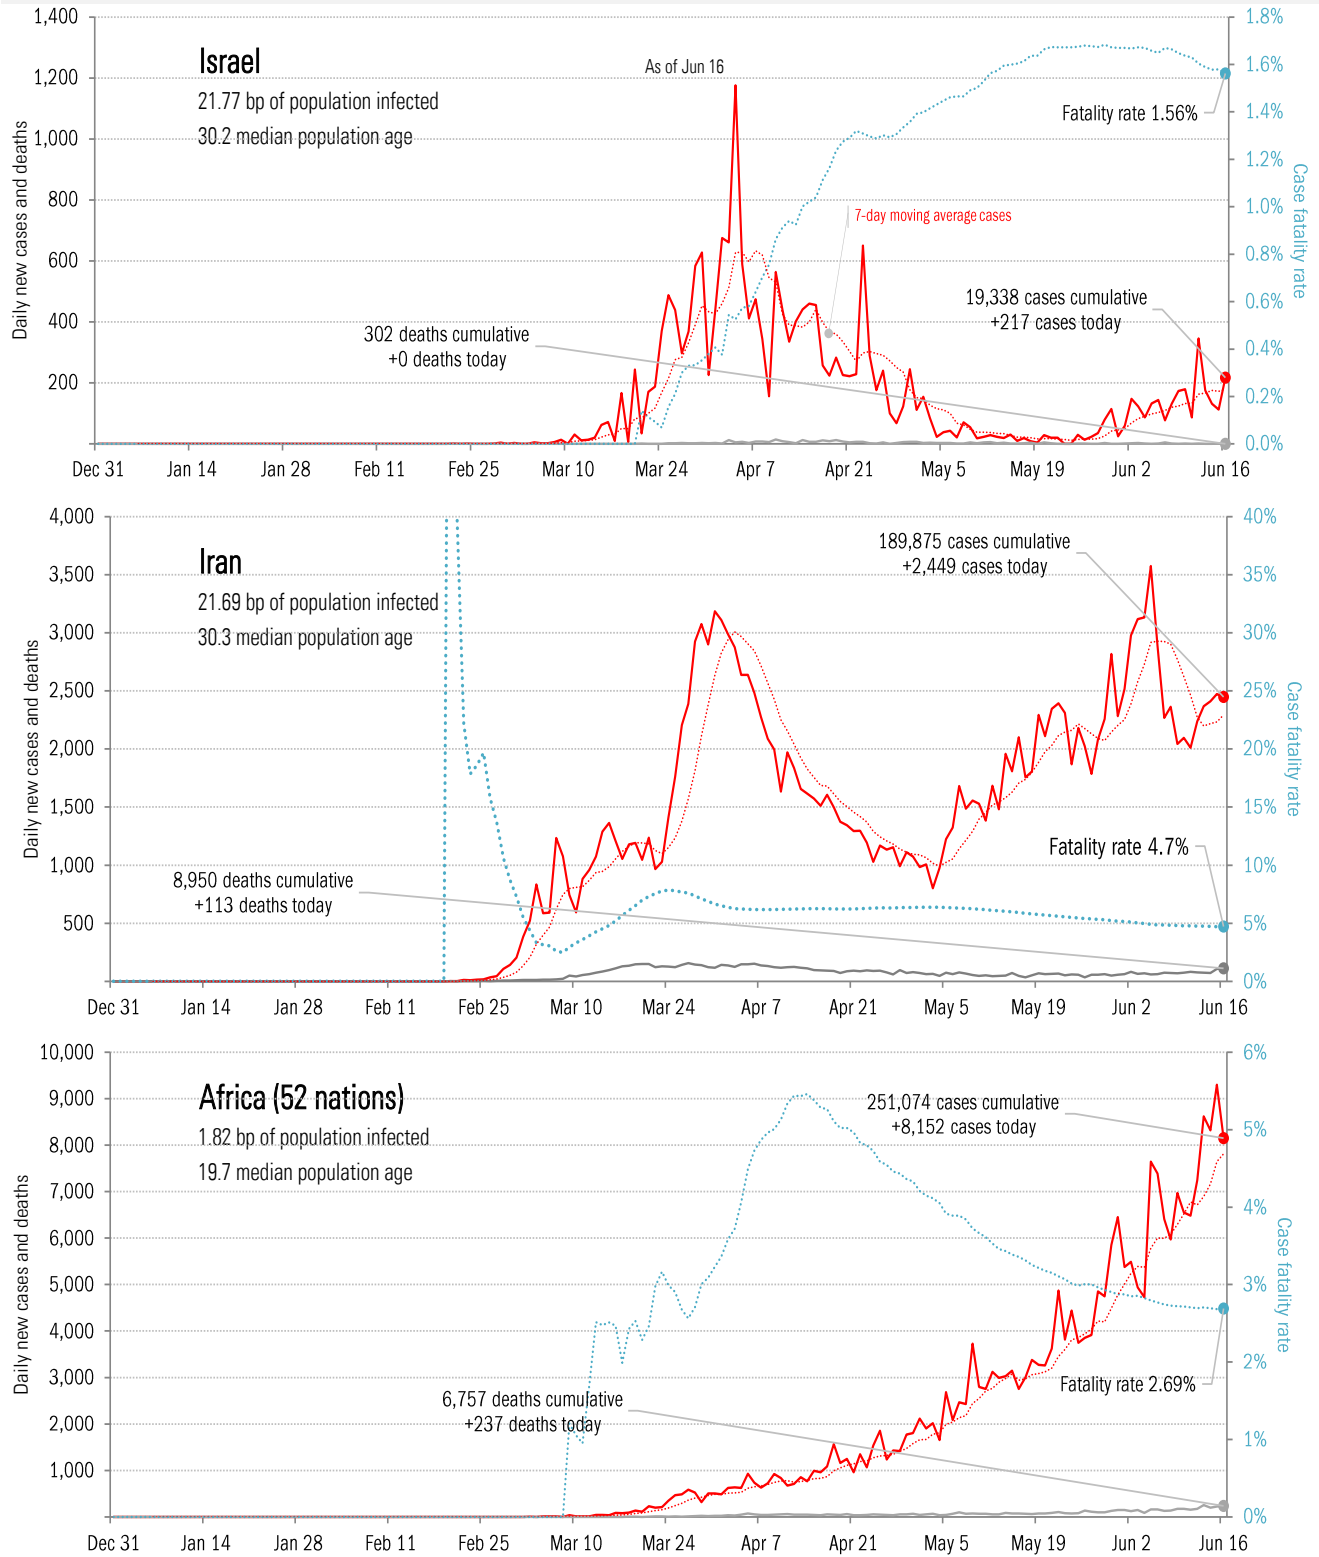 1,400
1,200
1,000
800
600
400
200
Daily new cases and deaths
Israel
21.77 bp of population infected
30.2 median population age
As of Jun 16
Fatality rate 1.56%
7-day moving average cases
19,338 cases cumulative
+217 cases today
302 deaths cumulative
+0 deaths today
1.8%
1.6%
1.4%
1.2%
1.0%
0.8%
0.6%
0.4%
0.2%
0.0%
Case fatality rate
Dec 31 Jan 14 Jan 28 Feb 11 Feb 25 Mar 10 Mar 24 Apr 7 Apr 21 May 5 May 19 Jun 2 Jun 16
4,000
3,500
3,000
2,500
2,000
1,500
1,000
500
Daily new cases and deaths
Iran
21.69 bp of population infected
30.3 median population age
189,875 cases cumulative
+2,449 cases today
Fatality rate 4.7%
8,950 deaths cumulative
+113 deaths today
40%
35%
30%
25%
20%
15%
10%
5%
0%
Case fatality rate
Dec 31 Jan 14 Jan 28 Feb 11 Feb 25 Mar 10 Mar 24 Apr 7 Apr 21 May 5 May 19 Jun 2 Jun 16
10,000
9,000
8,000
7,000
6,000
5,000
4,000
3,000
2,000
1,000
Daily new cases and deaths
Africa (52 nations)
1.82 bp of population infected
19.7 median population age
251,074 cases cumulative
+8,152 cases today
Fatality rate 2.69%
6,757 deaths cumulative
+237 deaths today
6%
5%
4%
3%
2%
1%
0%
Case fatality rate
Dec 31 Jan 14 Jan 28 Feb 11 Feb 25 Mar 10 Mar 24 Apr 7 Apr 21 May 5 May 19 Jun 2 Jun 16